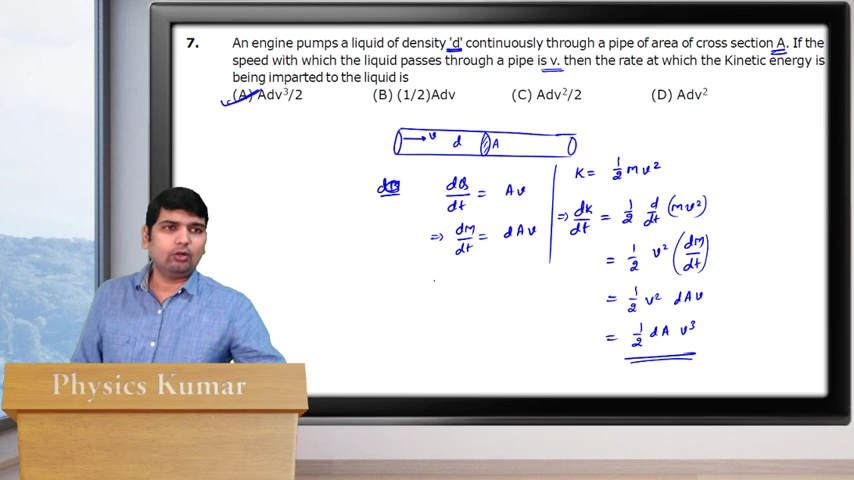 7. An engine pumps a liquid of density 'd' continuously through a pipe of area of cross section A. If the
speed with which the liquid passes through a pipe is v. then the rate at which the Kinetic energy is
being imparted to the liquid is
(A) Adv³/2 (B) (1/2)Adv (C) Adv²/2 (D) Adv²
v d A
dQ/dt = Av
⇒ dM/dt = dAv
K = 1/2 mv²
⇒ dK/dt = 1/2 d/dt (mv²)
= 1/2 v² (dM/dt)
= 1/2 v² dAv
= 1/2 dA v³
Physics Kumar